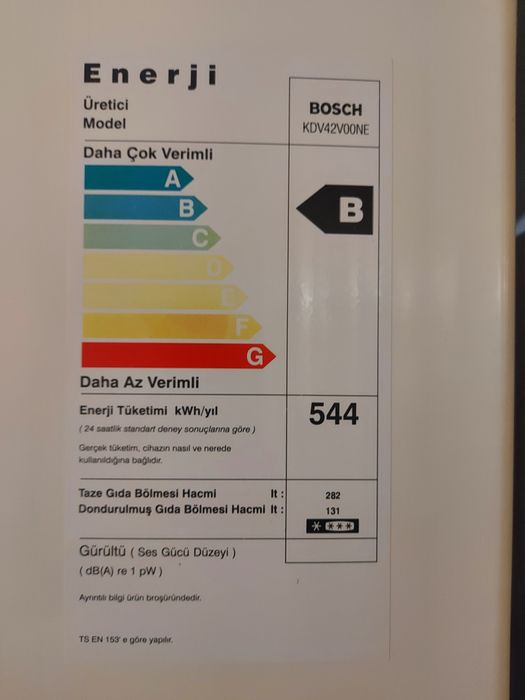 Enerji
Üretici
Model
BOSCH
KDV42V00NE
Daha Çok Verimli
A
B
C
D
E
F
G
B
Daha Az Verimli
Enerji Tüketimi kWh/yıl
544
( 24 saatlik standart deney sonuçlarına göre )
Gerçek tüketim, cihazın nasıl ve nerede
kullanıldığına bağlıdır.
Taze Gıda Bölmesi Hacmi lt : 282
Dondurulmuş Gıda Bölmesi Hacmi lt : 131
Gürültü ( Ses Gücü Düzeyi )
( dB(A) re 1 pW )
Ayrıntılı bilgi ürün broşüründedir.
TS EN 153' e göre yapılır.